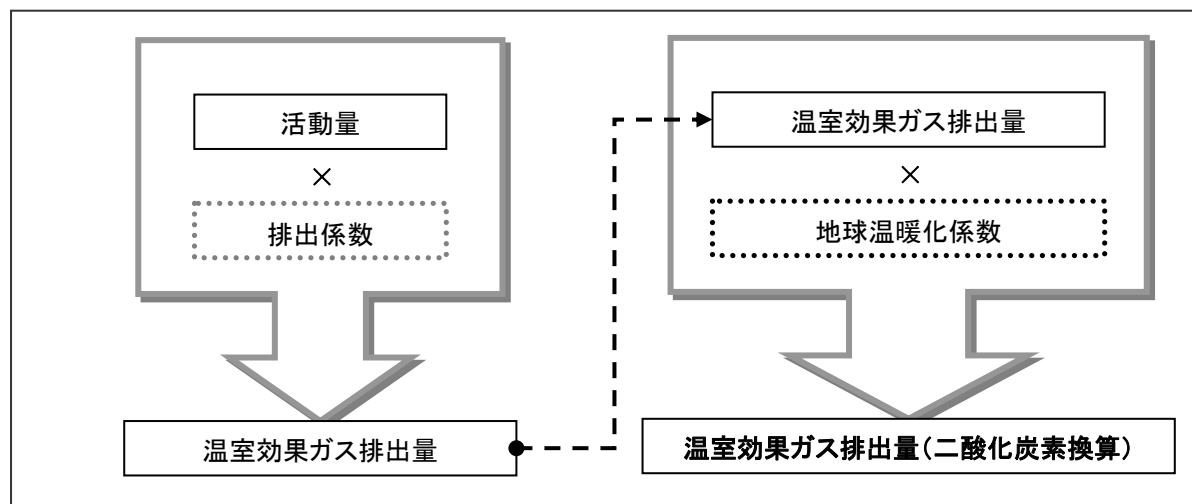 活動量
×
排出係数
温室効果ガス排出量
温室効果ガス排出量
×
地球温暖化係数
温室効果ガス排出量(二酸化炭素換算)